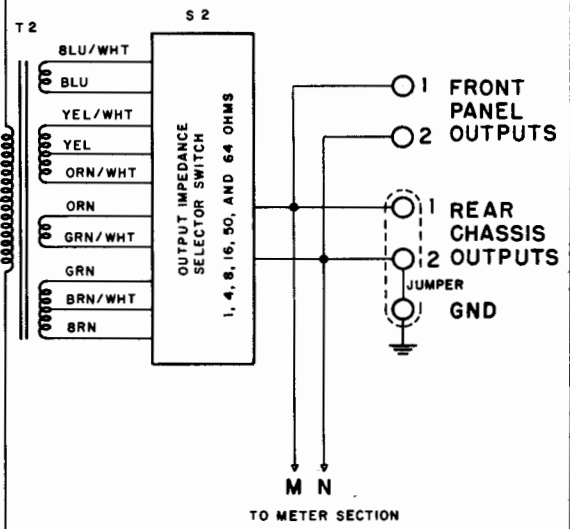 T2
S2
BLU/WHT
BLU
YEL/WHT
YEL
ORN/WHT
ORN
GRN/WHT
GRN
BRN/WHT
BRN
OUTPUT IMPEDANCE
SELECTOR SWITCH
1, 4, 8, 16, 50, AND 64 OHMS
1 FRONT
PANEL
2 OUTPUTS
1 REAR
CHASSIS
2 OUTPUTS
JUMPER
GND
M N
TO METER SECTION